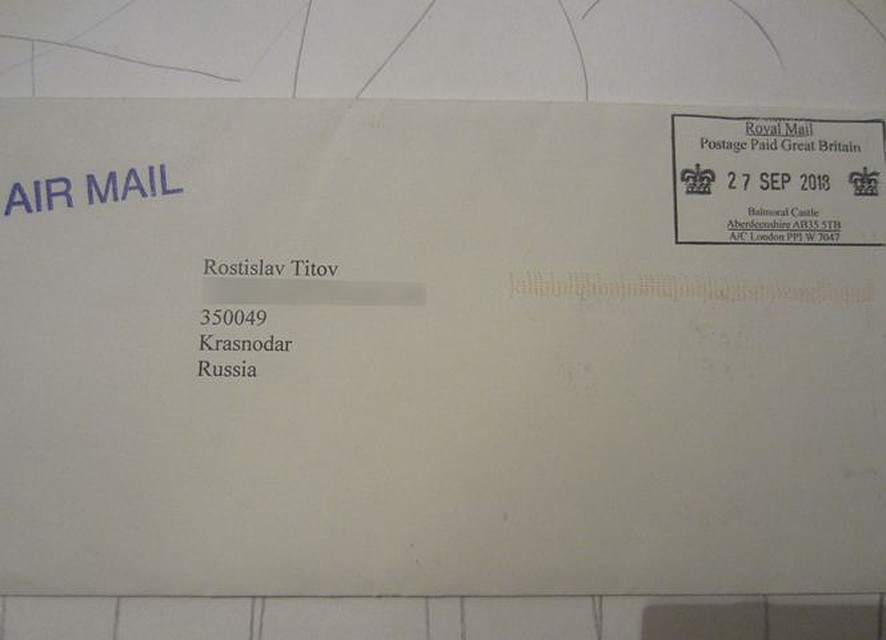 Royal Mail
Postage Paid Great Britain
27 SEP 2018
Balmoral Castle
Aberdeenshire AB35 5TB
A/C London PPI W 7047
AIR MAIL
Rostislav Titov
350049
Krasnodar
Russia